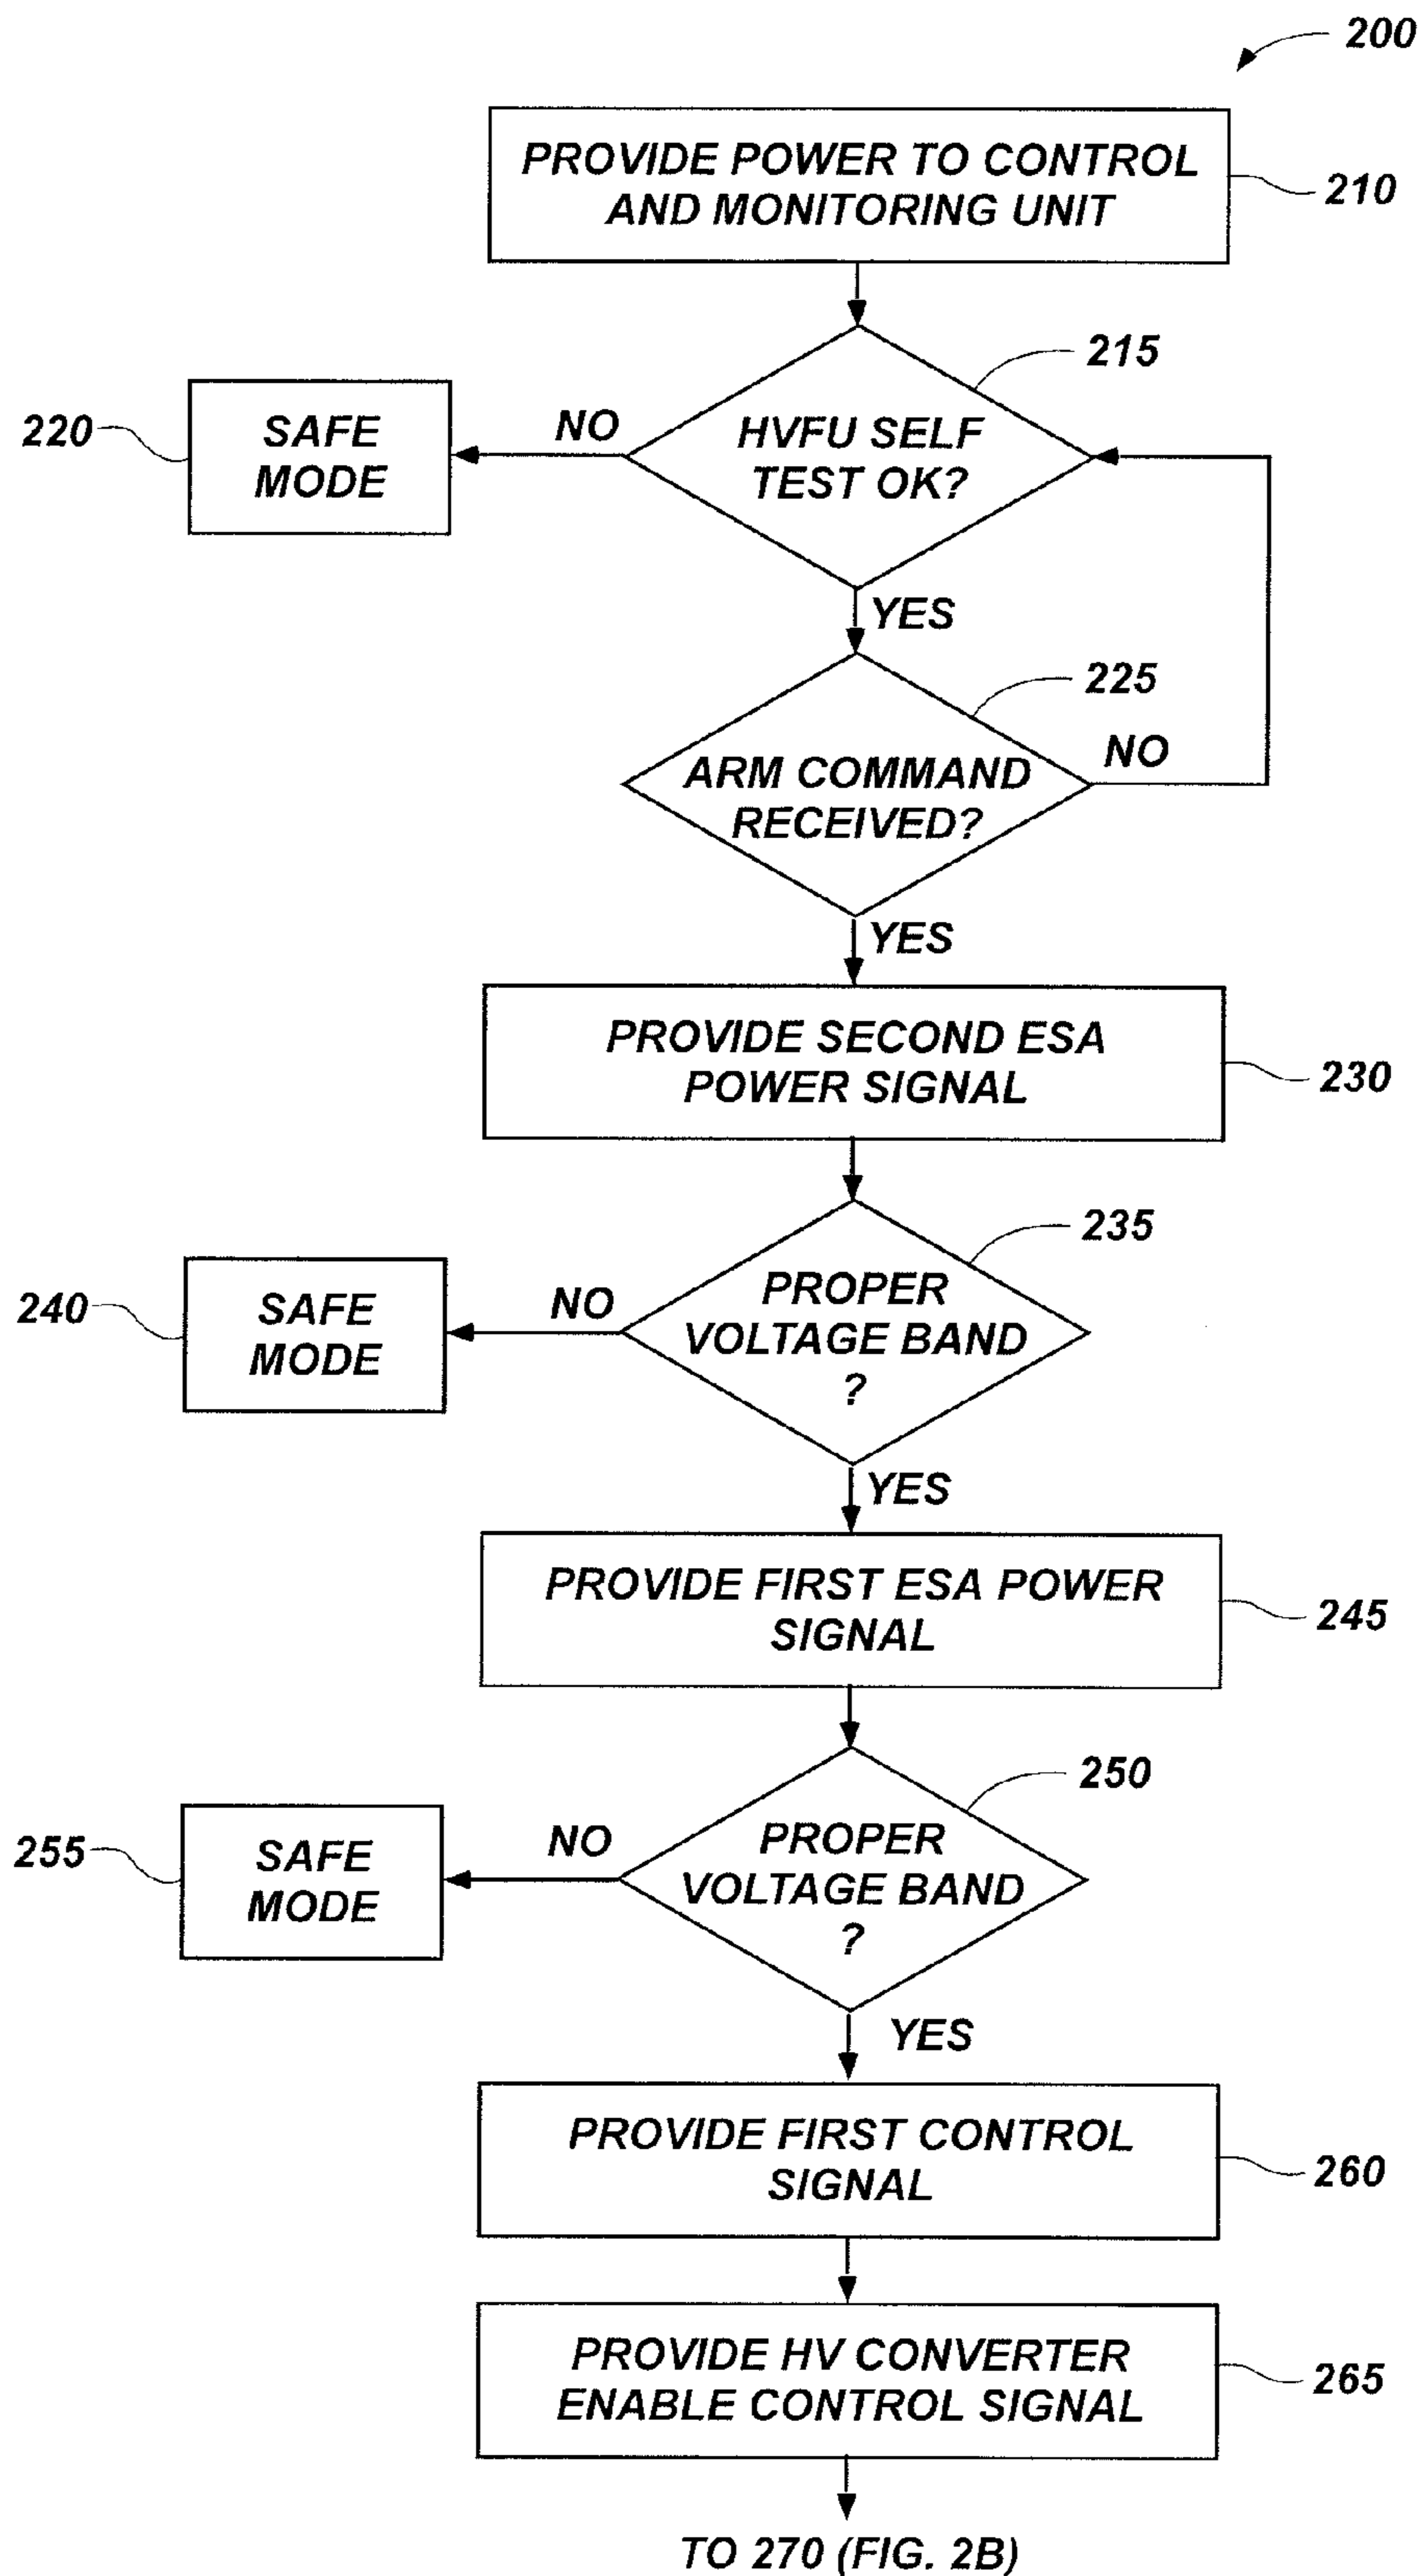 200
PROVIDE POWER TO CONTROL
AND MONITORING UNIT
210
215
HVFU SELF
TEST OK?
NO
SAFE
MODE
220
YES
225
ARM COMMAND
RECEIVED?
NO
YES
PROVIDE SECOND ESA
POWER SIGNAL
230
235
PROPER
VOLTAGE BAND
?
NO
SAFE
MODE
240
YES
PROVIDE FIRST ESA POWER
SIGNAL
245
250
PROPER
VOLTAGE BAND
?
NO
SAFE
MODE
255
YES
PROVIDE FIRST CONTROL
SIGNAL
260
PROVIDE HV CONVERTER
ENABLE CONTROL SIGNAL
265
TO 270 (FIG. 2B)